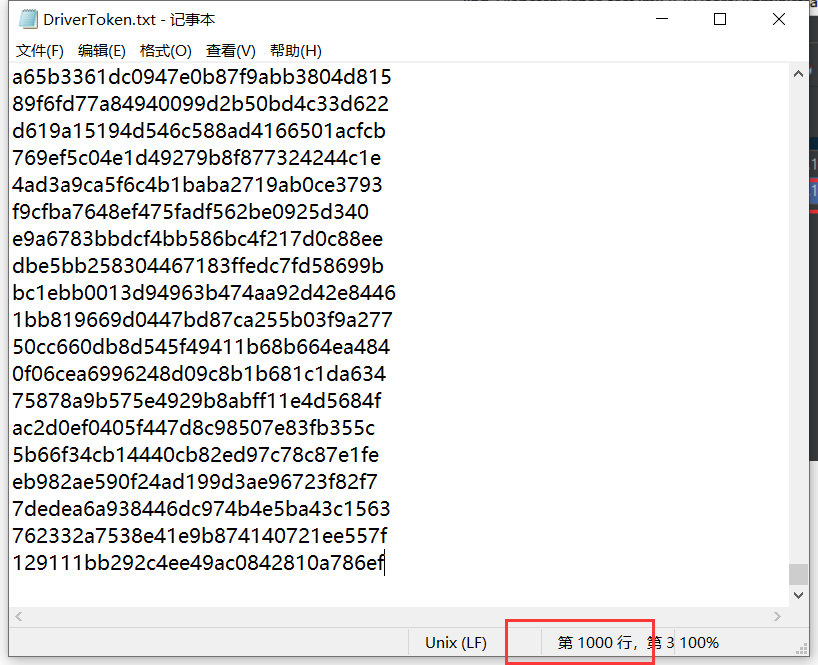 DriverToken.txt - 记事本
文件(F) 编辑(E) 格式(O) 查看(V) 帮助(H)
a65b3361dc0947e0b87f9abb3804d815
89f6fd77a84940099d2b50bd4c33d622
d619a15194d546c588ad4166501acfcb
769ef5c04e1d49279b8f877324244c1e
4ad3a9ca5f6c4b1baba2719ab0ce3793
f9cfba7648ef475fadf562be0925d340
e9a6783bbdcf4bb586bc4f217d0c88ee
dbe5bb258304467183ffedc7fd58699b
bc1ebb0013d94963b474aa92d42e8446
1bb819669d0447bd87ca255b03f9a277
50cc660db8d545f49411b68b664ea484
0f06cea6996248d09c8b1b681c1da634
75878a9b575e4929b8abff11e4d5684f
ac2d0ef0405f447d8c98507e83fb355c
5b66f34cb14440cb82ed97c78c87e1fe
eb982ae590f24ad199d3ae96723f82f7
7dedea6a938446dc974b4e5ba43c1563
762332a7538e41e9b874140721ee557f
129111bb292c4ee49ac0842810a786ef
Unix (LF) 第 1000 行，第 3 100%